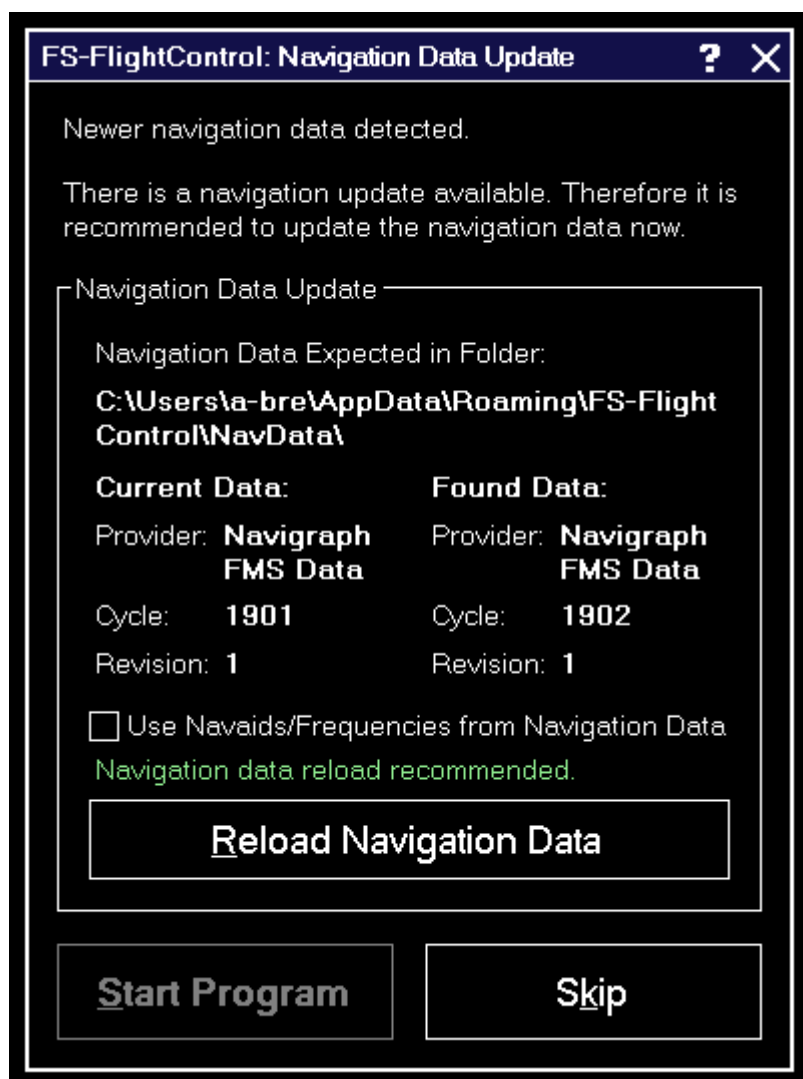 FS-FlightControl: Navigation Data Update ? X
Newer navigation data detected.
There is a navigation update available. Therefore it is
recommended to update the navigation data now.
Navigation Data Update
Navigation Data Expected in Folder:
C:\Users\a-bre\AppData\Roaming\FS-Flight
Control\NavData\
Current Data: Found Data:
Provider: Navigraph Provider: Navigraph
FMS Data FMS Data
Cycle: 1901 Cycle: 1902
Revision: 1 Revision: 1
Use Navaids/Frequencies from Navigation Data
Navigation data reload recommended.
Reload Navigation Data
Start Program Skip